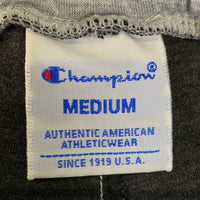 Champion
MEDIUM
AUTHENTIC AMERICAN
ATHLETICWEAR
SINCE 1919 U.S.A.